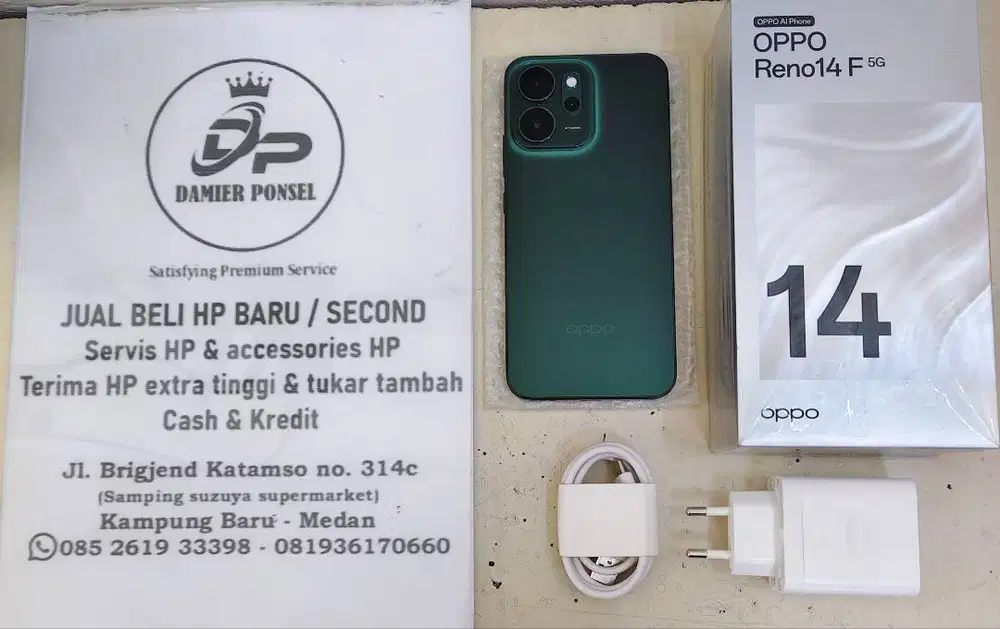 DP
DAMIER PONSEL
Satisfying Premium Service
JUAL BELI HP BARU / SECOND
Servis HP & accessories HP
Terima HP extra tinggi & tukar tambah
Cash & Kredit
Jl. Brigjend Katamso no. 314c
(Samping suzuya supermarket)
Kampung Baru - Medan
085 2619 33398 - 081936170660
oppo
OPPO AI Phone
OPPO
Reno14 F 5G
14
oppo